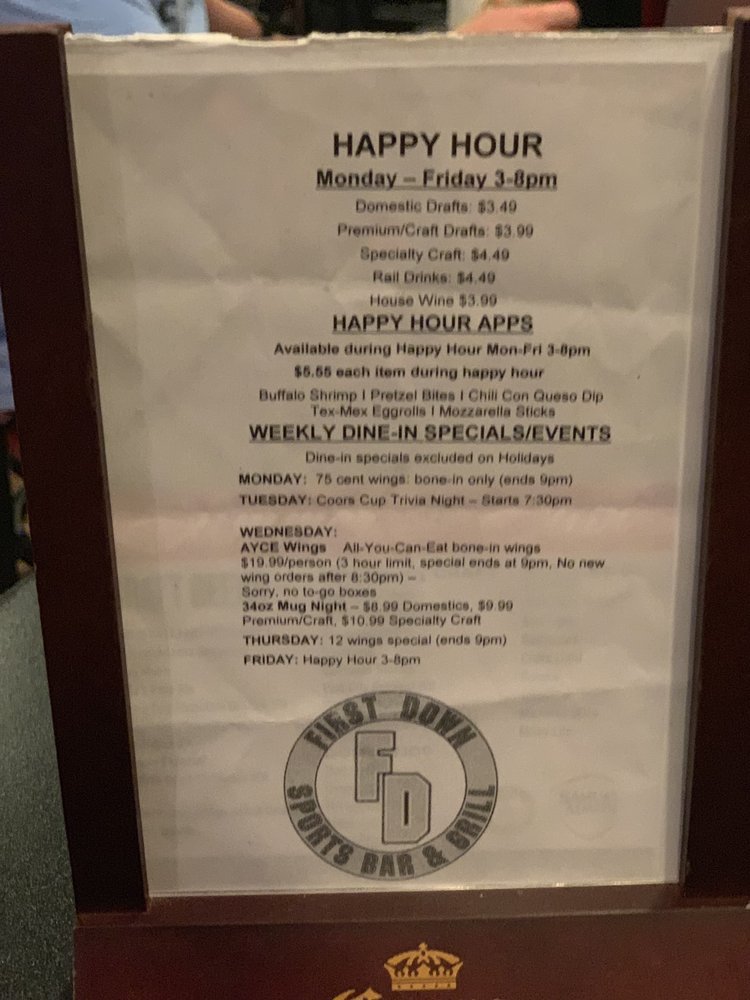 HAPPY HOUR
Monday – Friday 3-8pm
Domestic Drafts: $3.49
Premium/Craft Drafts: $3.99
Specialty Craft: $4.49
Rail Drinks: $4.49
House Wine $3.99
HAPPY HOUR APPS
Available during Happy Hour Mon-Fri 3-8pm
$5.55 each item during happy hour
Buffalo Shrimp I Pretzel Bites I Chili Con Queso Dip
Tex-Mex Eggrolls I Mozzarella Sticks
WEEKLY DINE-IN SPECIALS/EVENTS
Dine-in specials excluded on Holidays
MONDAY: 75 cent wings: bone-in only (ends 9pm)
TUESDAY: Coors Cup Trivia Night – Starts 7:30pm
WEDNESDAY:
AYCE Wings All-You-Can-Eat bone-in wings
$19.99/person (3 hour limit, special ends at 9pm, No new
wing orders after 8:30pm) –
Sorry, no to-go boxes
34oz Mug Night – $8.99 Domestics, $9.99
Premium/Craft, $10.99 Specialty Craft
THURSDAY: 12 wings special (ends 9pm)
FRIDAY: Happy Hour 3-8pm
FIRST DOWN
FD
SPORTS BAR & GRILL